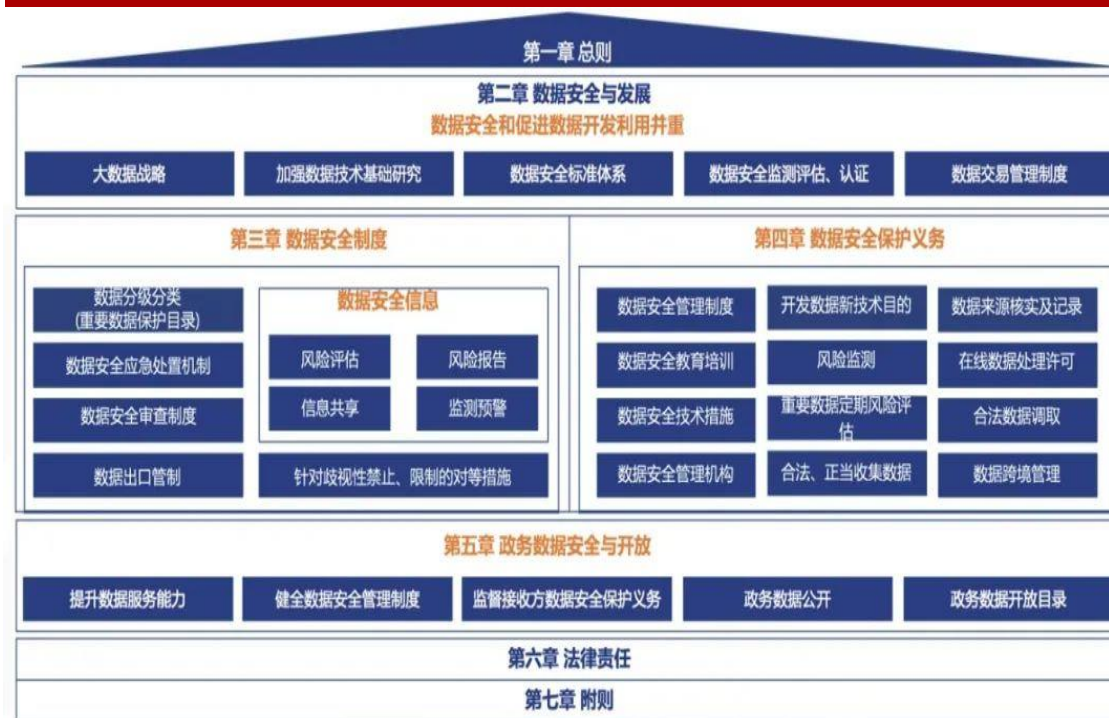 第一章 总则
第二章 数据安全与发展
数据安全和促进数据开发利用并重
大数据战略
加强数据技术基础研究
数据安全标准体系
数据安全监测评估、认证
数据交易管理制度
第三章 数据安全制度
数据分级分类
(重要数据保护目录)
数据安全应急处置机制
数据安全审查制度
数据出口管制
数据安全信息
风险评估
风险报告
信息共享
监测预警
针对歧视性禁止、限制的对等措施
第四章 数据安全保护义务
数据安全管理制度
开发数据新技术目的
数据来源核实及记录
数据安全教育培训
风险监测
在线数据处理许可
数据安全技术措施
重要数据定期风险评
估
合法数据调取
数据安全管理机构
合法、正当收集数据
数据跨境管理
第五章 政务数据安全与开放
提升数据服务能力
健全数据安全管理制度
监督接收方数据安全保护义务
政务数据公开
政务数据开放目录
第六章 法律责任
第七章 附则